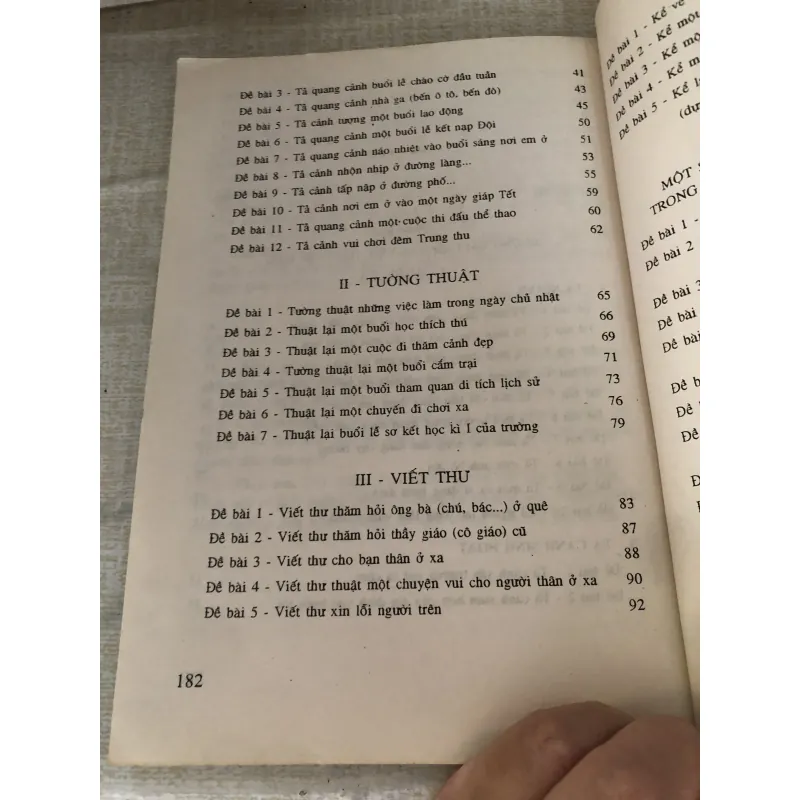 Đề bài 3 - Tả quang cảnh buổi lễ chào cờ đầu tuần 41
Đề bài 4 - Tả quang cảnh nhà ga (bến ô tô, bến đò) 43
Đề bài 5 - Tả cảnh tượng một buổi lao động 45
Đề bài 6 - Tả quang cảnh một buổi lễ kết nạp Đội 50
Đề bài 7 - Tả quang cảnh náo nhiệt vào buổi sáng nơi em ở 51
Đề bài 8 - Tả cảnh nhộn nhịp ở đường làng... 53
Đề bài 9 - Tả cảnh tấp nập ở đường phố... 55
Đề bài 10 - Tả cảnh nơi em ở vào một ngày giáp Tết 59
Đề bài 11 - Tả quang cảnh một cuộc thi đấu thể thao 60
Đề bài 12 - Tả cảnh vui chơi đêm Trung thu 62
II - TƯỜNG THUẬT
Đề bài 1 - Tường thuật những việc làm trong ngày chủ nhật 65
Đề bài 2 - Thuật lại một buổi học thích thú 66
Đề bài 3 - Thuật lại một cuộc đi thăm cảnh đẹp 69
Đề bài 4 - Tường thuật lại một buổi cắm trại 71
Đề bài 5 - Thuật lại một buổi tham quan di tích lịch sử 73
Đề bài 6 - Thuật lại một chuyến đi chơi xa 76
Đề bài 7 - Thuật lại buổi lễ sơ kết học kì I của trường 79
III - VIẾT THƯ
Đề bài 1 - Viết thư thăm hỏi ông bà (chú, bác...) ở quê 83
Đề bài 2 - Viết thư thăm hỏi thầy giáo (cô giáo) cũ 87
Đề bài 3 - Viết thư cho bạn thân ở xa 88
Đề bài 4 - Viết thư thuật một chuyện vui cho người thân ở xa 90
Đề bài 5 - Viết thư xin lỗi người trên 92
182
Đề bài 1 - Kể về
Đề bài 2 - Kể một
Đề bài 3 - Kể
Đề bài 4 - Kể
Đề bài 5 - Kể
MỘT
TRONG
Đề bài 1 -
Đề bài 2
Đề bài 3
Đề bài
Đề bài
Đề
Đề bài
Đề